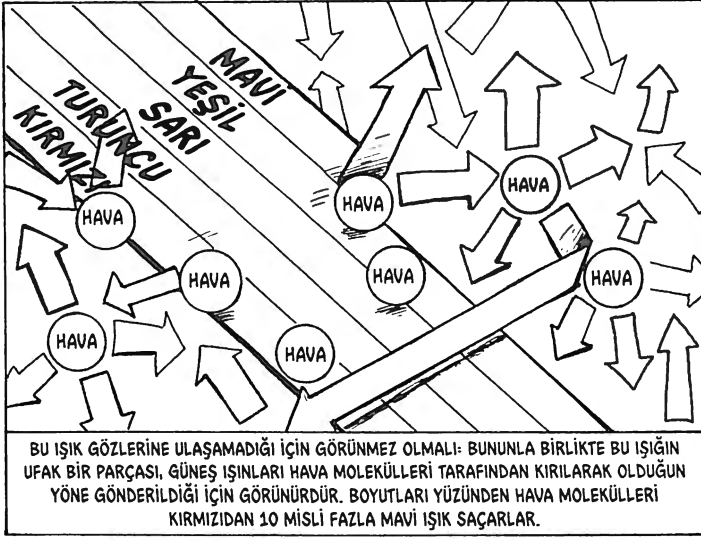 MAVİ
YEŞİL
SARI
TURUNCU
KIRMIZI
HAVA
HAVA
HAVA
HAVA
HAVA
HAVA
HAVA
HAVA
BU IŞIK GÖZLERİNE ULAŞAMADIĞI İÇİN GÖRÜNMEZ OLMALI: BUNUNLA BİRLİKTE BU IŞIĞIN
UFAK BİR PARÇASI, GÜNEŞ IŞINLARI HAVA MOLEKÜLLERİ TARAFINDAN KIRILARAK OLDUĞUN
YÖNE GÖNDERİLDİĞİ İÇİN GÖRÜNÜRDÜR. BOYUTLARI YÜZÜNDEN HAVA MOLEKÜLLERİ
KIRMIZIDAN 10 MİSLİ FAZLA MAVİ IŞIK SAÇARLAR.